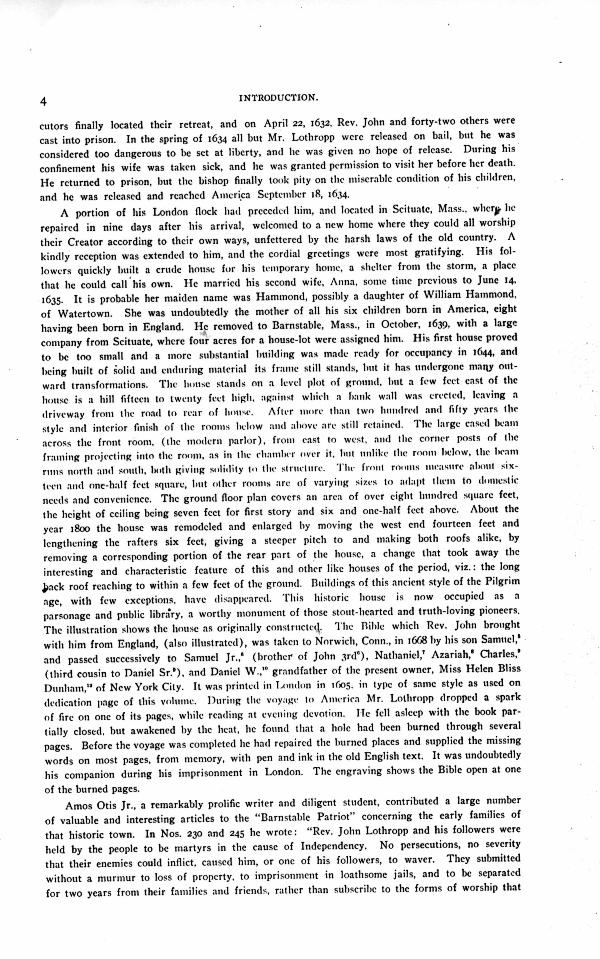 4
INTRODUCTION.
cutors finally located their retreat, and on April 22, 1632, Rev. John and forty-two others were
cast into prison. In the spring of 1634 all but Mr. Lothropp were released on bail, but he was
considered too dangerous to be set at liberty, and he was given no hope of release. During his
confinement his wife was taken sick, and he was granted permission to visit her before her death.
He returned to prison, but the bishop finally took pity on the miserable condition of his children,
and he was released and reached America September 18, 1634.
A portion of his London flock had preceded him, and located in Scituate, Mass., where he
repaired in nine days after his arrival, welcomed to a new home where they could all worship
their Creator according to their own ways, unfettered by the harsh laws of the old country. A
kindly reception was extended to him, and the cordial greetings were most gratifying. His fol-
lowers quickly built a crude house for his temporary home, a shelter from the storm, a place
that he could call his own. He married his second wife, Anna, some time previous to June 14,
1635. It is probable her maiden name was Hammond, possibly a daughter of William Hammond,
of Watertown. She was undoubtedly the mother of all his six children born in America, eight
having been born in England. He removed to Barnstable, Mass., in October, 1639, with a large
company from Scituate, where four acres for a house-lot were assigned him. His first house proved
to be too small and a more substantial building was made ready for occupancy in 1644, and
being built of solid and enduring material its frame still stands, but it has undergone many out-
ward transformations. The house stands on a level plot of ground, but a few feet east of the
house is a hill fifteen to twenty feet high, against which a bank wall was erected, leaving a
driveway from the road to rear of house. After more than two hundred and fifty years the
style and interior finish of the rooms below and above are still retained. The large cased beam
across the front room, (the modern parlor), from east to west, and the corner posts of the
framing projecting into the room, as in the chamber over it, but unlike the room below, the beam
runs north and south, both giving solidity to the structure. The front rooms measure about six-
teen and one-half feet square, but other rooms are of varying sizes to adapt them to domestic
needs and convenience. The ground floor plan covers an area of over eight hundred square feet,
the height of ceiling being seven feet for first story and six and one-half feet above. About the
year 1800 the house was remodeled and enlarged by moving the west end fourteen feet and
lengthening the rafters six feet, giving a steeper pitch to and making both roofs alike, by
removing a corresponding portion of the rear part of the house, a change that took away the
interesting and characteristic feature of this and other like houses of the period, viz.: the long
back roof reaching to within a few feet of the ground. Buildings of this ancient style of the Pilgrim
age, with few exceptions, have disappeared. This historic house is now occupied as a
parsonage and public library, a worthy monument of those stout-hearted and truth-loving pioneers.
The illustration shows the house as originally constructed. The Bible which Rev. John brought
with him from England, (also illustrated), was taken to Norwich, Conn., in 1668 by his son Samuel,
and passed successively to Samuel Jr., (brother of John 3rd), Nathaniel,⁷ Azariah,⁸ Charles,⁹
(third cousin to Daniel Sr.⁹), and Daniel W.,¹⁰ grandfather of the present owner, Miss Helen Bliss
Dunham,¹² of New York City. It was printed in London in 1605, in type of same style as used on
dedication page of this volume. During the voyage to America Mr. Lothropp dropped a spark
of fire on one of its pages, while reading at evening devotion. He fell asleep with the book par-
tially closed, but awakened by the heat, he found that a hole had been burned through several
pages. Before the voyage was completed he had repaired the burned places and supplied the missing
words on most pages, from memory, with pen and ink in the old English text. It was undoubtedly
his companion during his imprisonment in London. The engraving shows the Bible open at one
of the burned pages.
Amos Otis Jr., a remarkably prolific writer and diligent student, contributed a large number
of valuable and interesting articles to the "Barnstable Patriot" concerning the early families of
that historic town. In Nos. 230 and 245 he wrote: "Rev. John Lothropp and his followers were
held by the people to be martyrs in the cause of Independency. No persecutions, no severity
that their enemies could inflict, caused him, or one of his followers, to waver. They submitted
without a murmur to loss of property, to imprisonment in loathsome jails, and to be separated
for two years from their families and friends, rather than subscribe to the forms of worship that